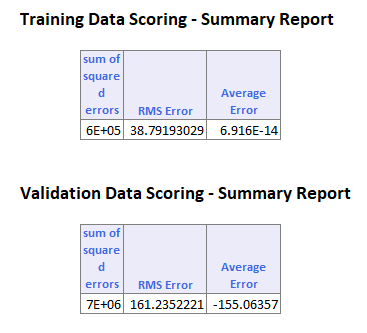 Training Data Scoring - Summary Report
sum of
square
d
errors RMS Error Average
Error
6E+05 38.79193029 6.916E-14
Validation Data Scoring - Summary Report
sum of
square
d
errors RMS Error Average
Error
7E+06 161.2352221 -155.06357